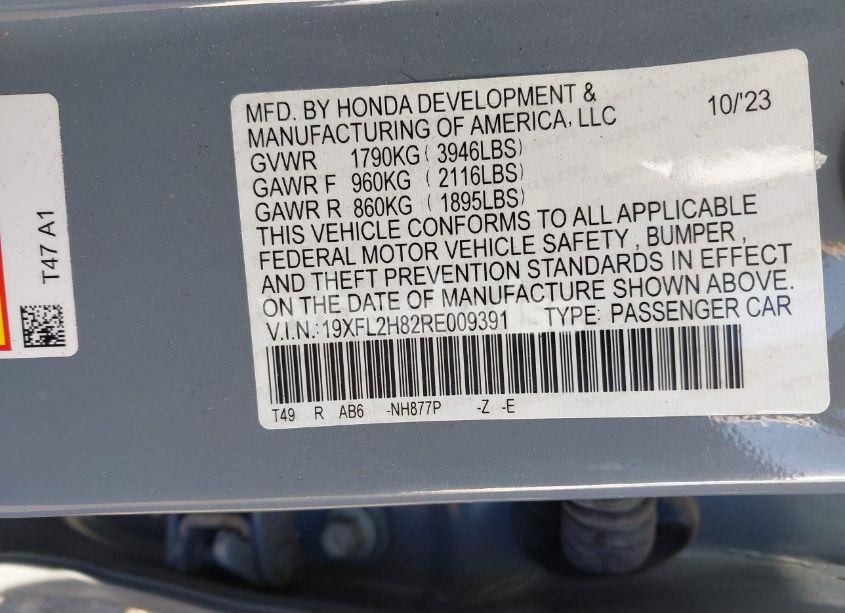 MFD. BY HONDA DEVELOPMENT &
MANUFACTURING OF AMERICA, LLC
10/'23
GVWR 1790KG ( 3946LBS)
GAWR F 960KG ( 2116LBS)
GAWR R 860KG ( 1895LBS)
THIS VEHICLE CONFORMS TO ALL APPLICABLE
FEDERAL MOTOR VEHICLE SAFETY , BUMPER ,
AND THEFT PREVENTION STANDARDS IN EFFECT
ON THE DATE OF MANUFACTURE SHOWN ABOVE.
V.I.N.: 19XFL2H82RE009391 TYPE: PASSENGER CAR
T49 R AB6 -NH877P -Z -E
T47 A1